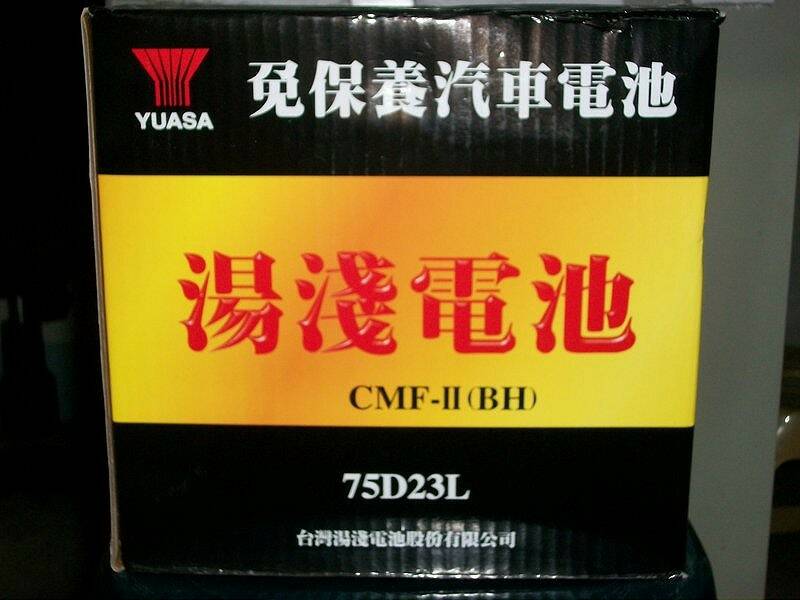 YUASA
免保養汽車電池
湯淺電池
CMF-II(BH)
75D23L
台灣湯淺電池股份有限公司